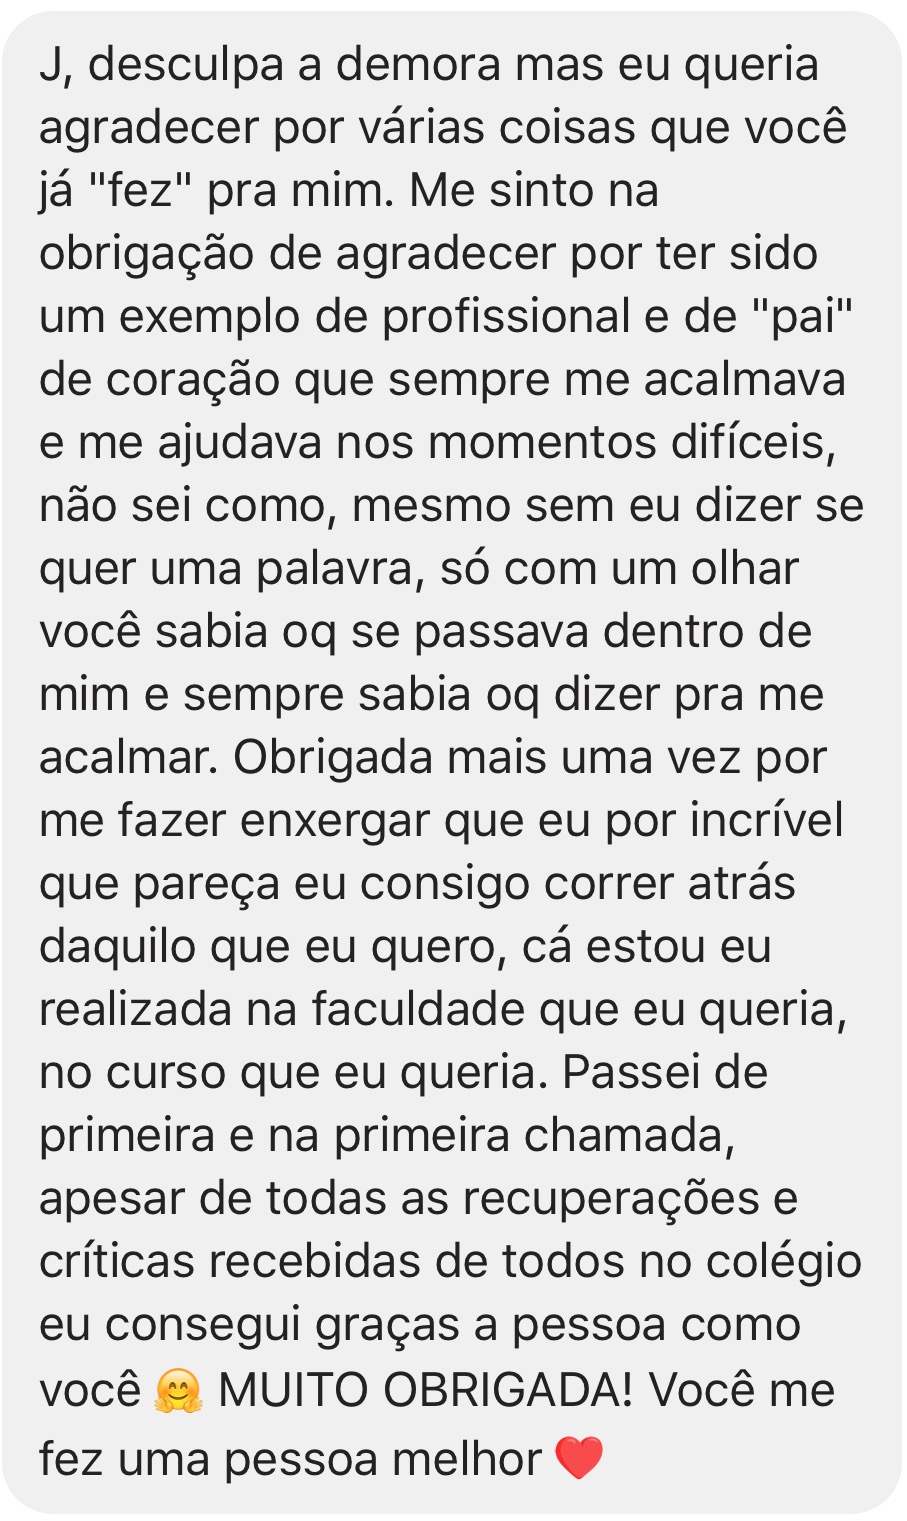 J, desculpa a demora mas eu queria
agradecer por várias coisas que você
já "fez" pra mim. Me sinto na
obrigação de agradecer por ter sido
um exemplo de profissional e de "pai"
de coração que sempre me acalmava
e me ajudava nos momentos difíceis,
não sei como, mesmo sem eu dizer se
quer uma palavra, só com um olhar
você sabia oq se passava dentro de
mim e sempre sabia oq dizer pra me
acalmar. Obrigada mais uma vez por
me fazer enxergar que eu por incrível
que pareça eu consigo correr atrás
daquilo que eu quero, cá estou eu
realizada na faculdade que eu queria,
no curso que eu queria. Passei de
primeira e na primeira chamada,
apesar de todas as recuperações e
críticas recebidas de todos no colégio
eu consegui graças a pessoa como
você 🤗 MUITO OBRIGADA! Você me
fez uma pessoa melhor ❤️